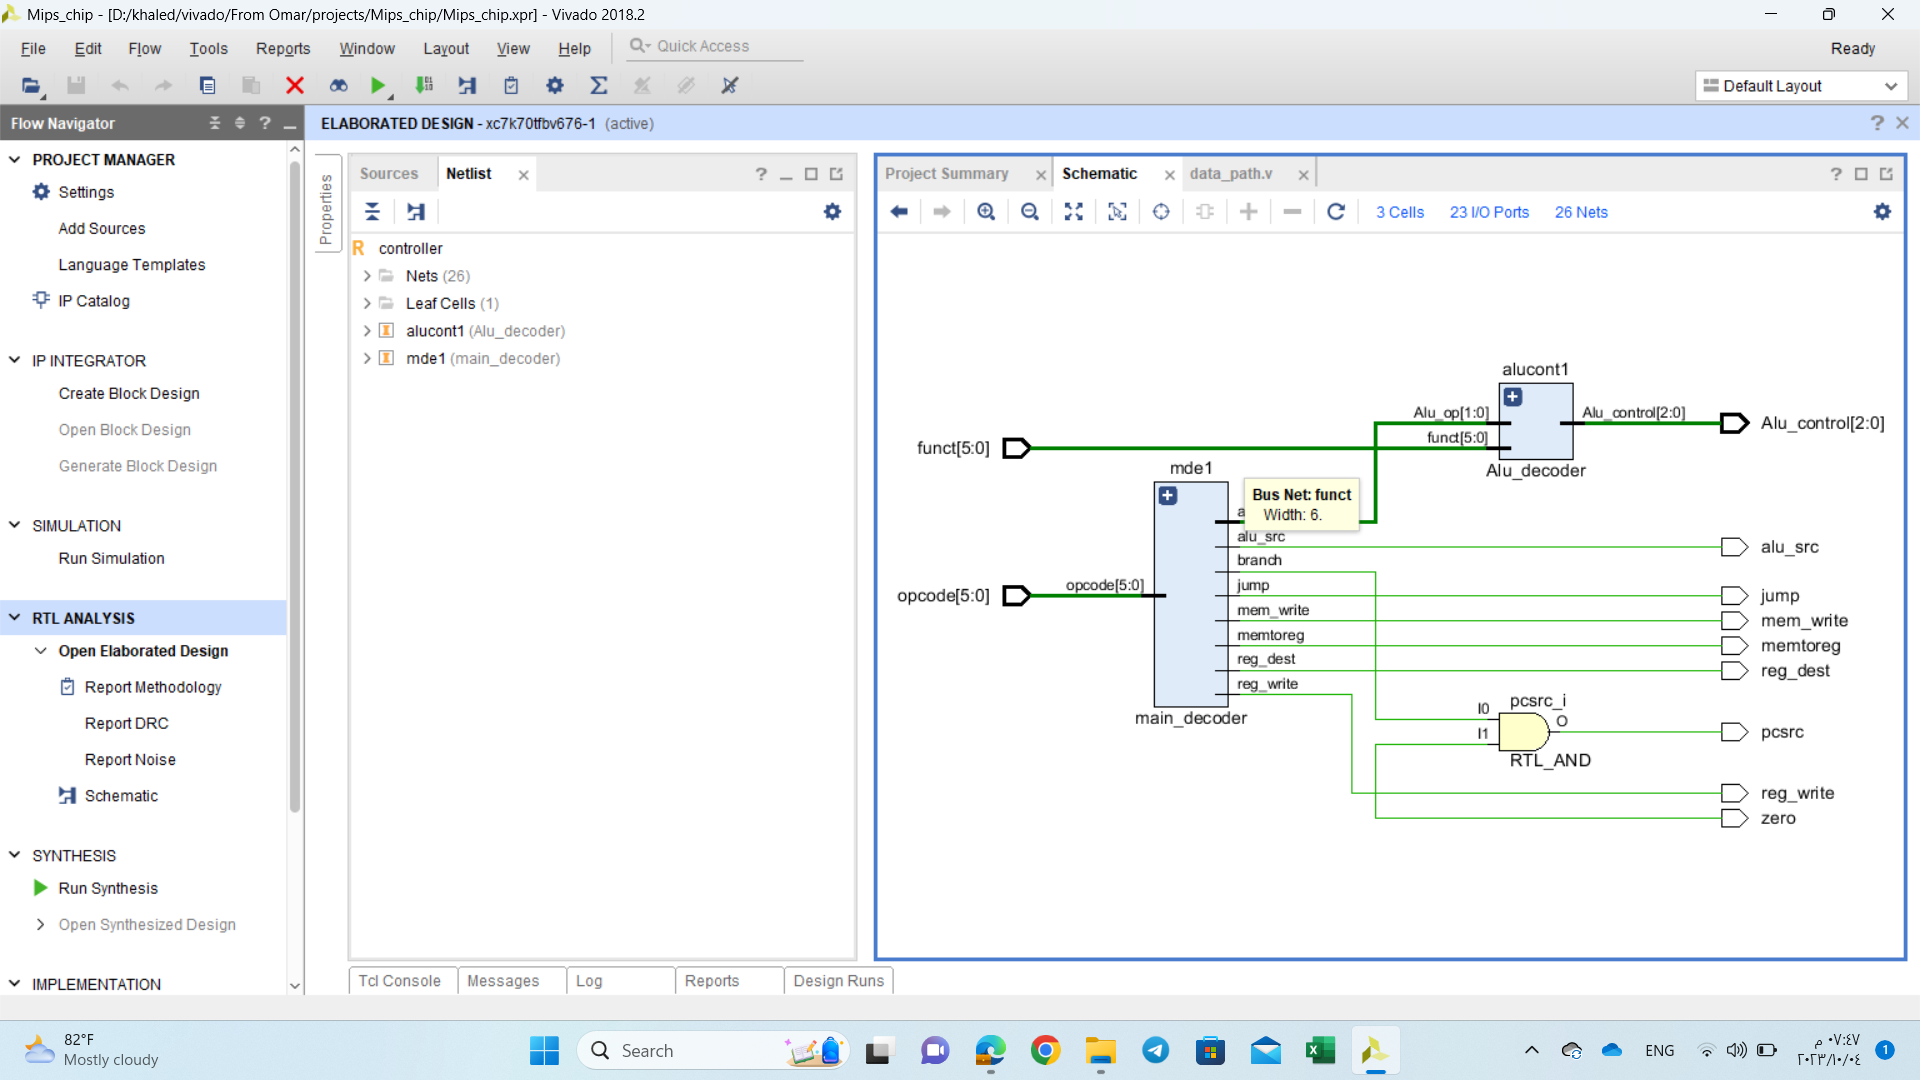 Mips_chip - [D:/khaled/vivado/From Omar/projects/Mips_chip/Mips_chip.xpr] - Vivado 2018.2
File Edit Flow Tools Reports Window Layout View Help
Quick Access
Ready
Default Layout
Flow Navigator
PROJECT MANAGER
Settings
Add Sources
Language Templates
IP Catalog
IP INTEGRATOR
Create Block Design
Open Block Design
Generate Block Design
SIMULATION
Run Simulation
RTL ANALYSIS
Open Elaborated Design
Report Methodology
Report DRC
Report Noise
Schematic
SYNTHESIS
Run Synthesis
Open Synthesized Design
IMPLEMENTATION
ELABORATED DESIGN - xc7k70tfbv676-1 (active)
Properties
Sources
Netlist
controller
Nets (26)
Leaf Cells (1)
alucont1 (Alu_decoder)
mde1 (main_decoder)
Project Summary
Schematic
data_path.v
3 Cells
23 I/O Ports
26 Nets
alucont1
Alu_op[1:0]
funct[5:0]
Alu_control[2:0]
Alu_control[2:0]
Alu_decoder
funct[5:0]
mde1
Bus Net: funct
Width: 6.
a
alu_src
branch
jump
mem_write
memtoreg
reg_dest
reg_write
opcode[5:0]
opcode[5:0]
main_decoder
alu_src
jump
mem_write
memtoreg
reg_dest
pcsrc_i
I0
I1
O
RTL_AND
pcsrc
reg_write
zero
Tcl Console
Messages
Log
Reports
Design Runs
82°F
Mostly cloudy
Search
ENG
٠٧:٤٧ م
٢٠٢٣/١٠/٠٤
1